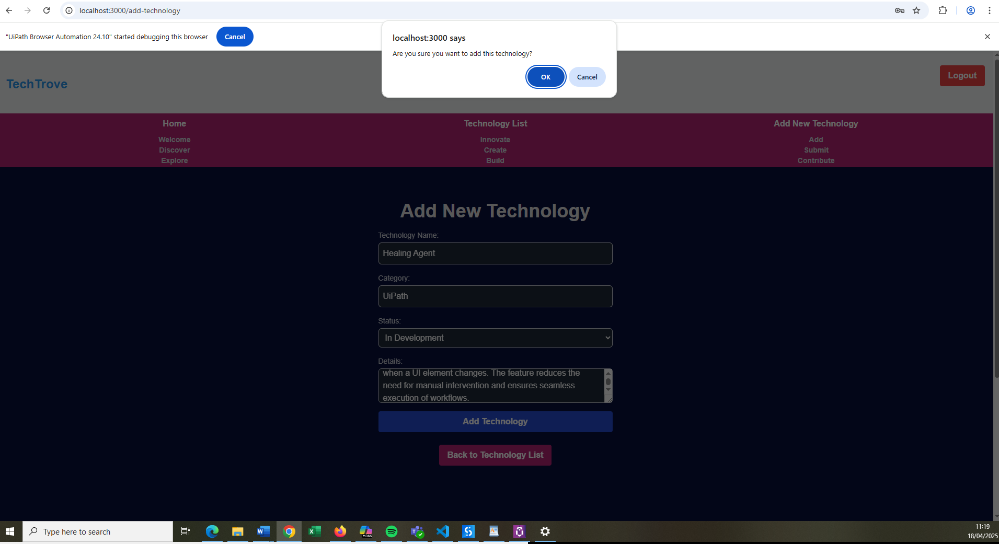 localhost:3000/add-technology
"UiPath Browser Automation 24.10" started debugging this browser
Cancel
localhost:3000 says
Are you sure you want to add this technology?
OK
Cancel
TechTrove
Logout
Home
Welcome
Discover
Explore
Technology List
Innovate
Create
Build
Add New Technology
Add
Submit
Contribute
Add New Technology
Technology Name:
Healing Agent
Category:
UiPath
Status:
In Development
Details:
when a UI element changes. The feature reduces the
need for manual intervention and ensures seamless
execution of workflows.
Add Technology
Back to Technology List
Type here to search
M365
11:19
18/04/2025